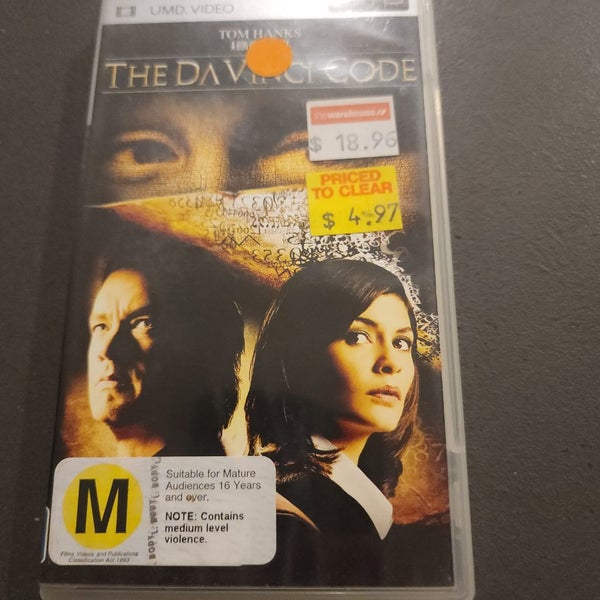 UMD. VIDEO
TOM HANKS
THE DA VINCI CODE
the warehouse
$ 18.96
PRICED
TO CLEAR
$ 4.97
M
Suitable for Mature
Audiences 16 Years
and over.
NOTE: Contains
medium level
violence.
Films, Videos, and Publications
Classification Act 1993